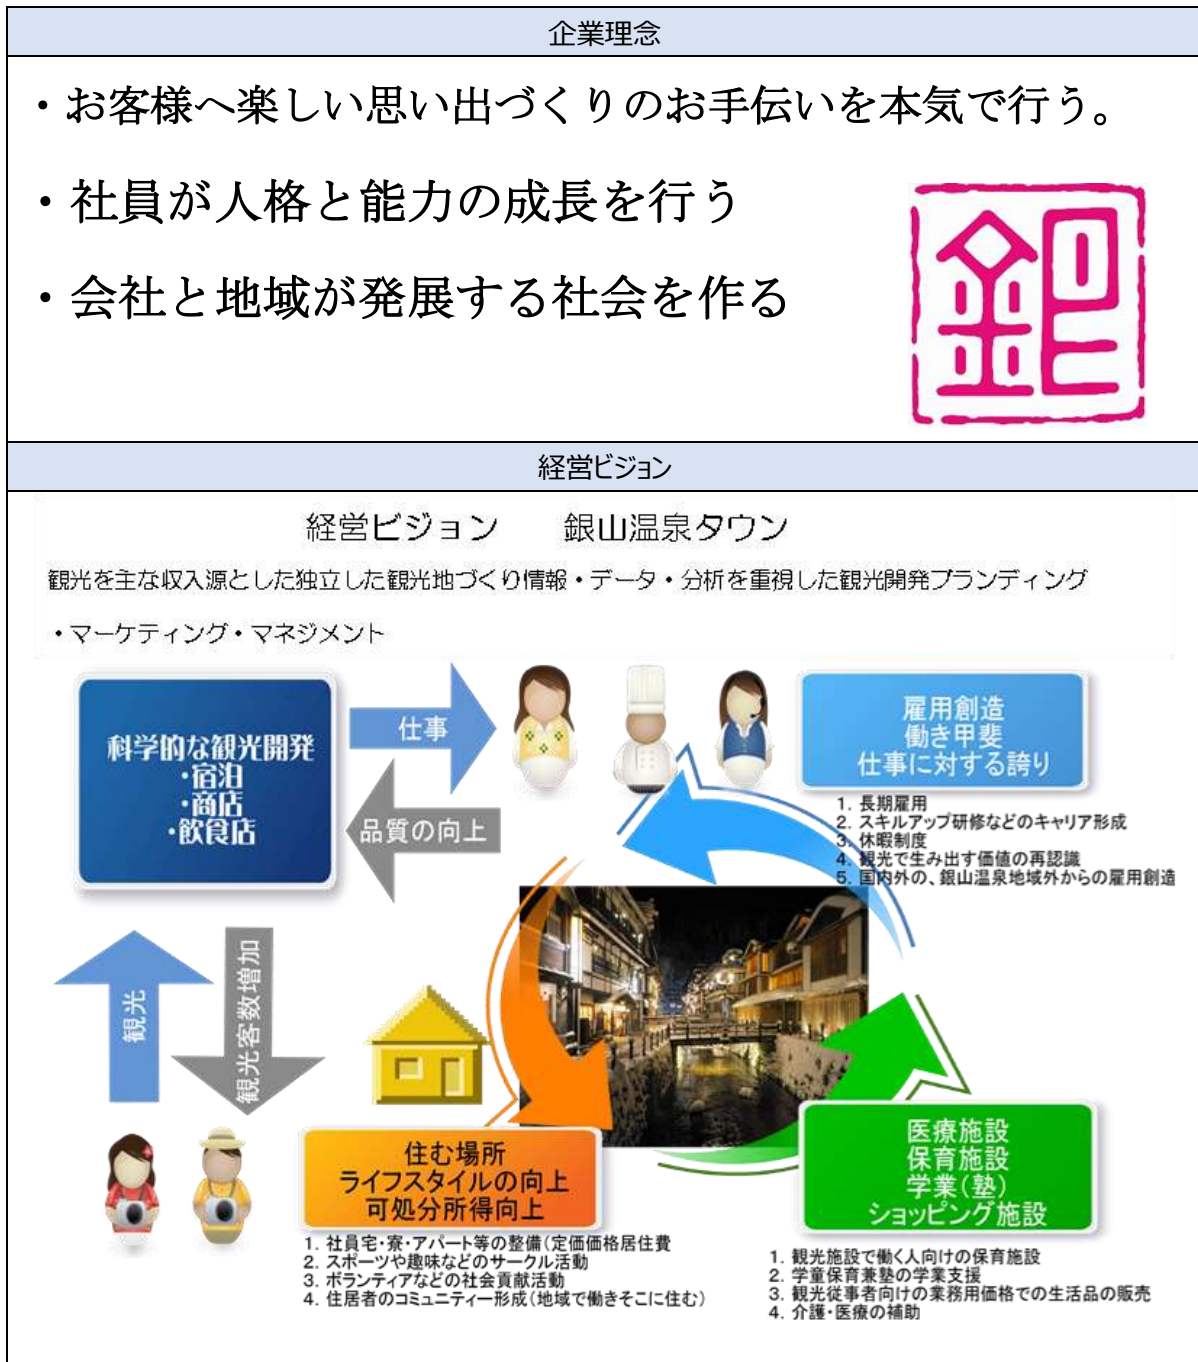 企業理念
・お客様へ楽しい思い出づくりのお手伝いを本気で行う。
・社員が人格と能力の成長を行う
・会社と地域が発展する社会を作る
銀
経営ビジョン
経営ビジョン　　銀山温泉タウン
観光を主な収入源とした独立した観光地づくり情報・データ・分析を重視した観光開発ブランディング
・マーケティング・マネジメント
科学的な観光開発
・宿泊
・商店
・飲食店
仕事
品質の向上
雇用創造
働き甲斐
仕事に対する誇り
1. 長期雇用
2. スキルアップ研修などのキャリア形成
3. 休暇制度
4. 観光で生み出す価値の再認識
5. 国内外の、銀山温泉地域外からの雇用創造
観光
観光客数増加
住む場所
ライフスタイルの向上
可処分所得向上
1. 社員宅・寮・アパート等の整備(定価価格居住費
2. スポーツや趣味などのサークル活動
3. ボランティアなどの社会貢献活動
4. 住居者のコミュニティー形成(地域で働きそこに住む)
医療施設
保育施設
学業(塾)
ショッピング施設
1. 観光施設で働く人向けの保育施設
2. 学童保育兼塾の学業支援
3. 観光従事者向けの業務用価格での生活品の販売
4. 介護・医療の補助